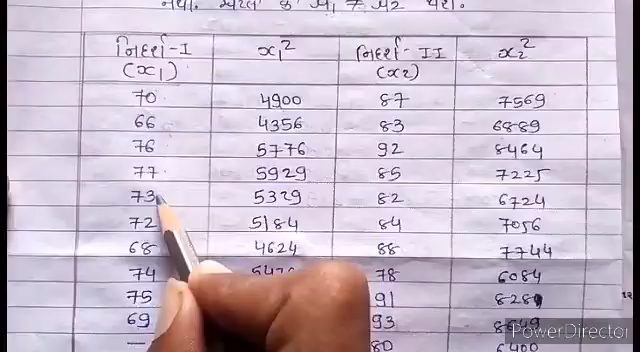 નિદર્શ-I x₁² નિદર્શ-II x₂²
(x₁) (x₂)
70 4900 87 7569
66 4356 83 6889
76 5776 92 8464
77 5929 85 7225
73 5329 82 6724
72 5184 84 7056
68 4624 88 7744
74 78 6084
75 91 8281
69 93
80 6400
PowerDirector